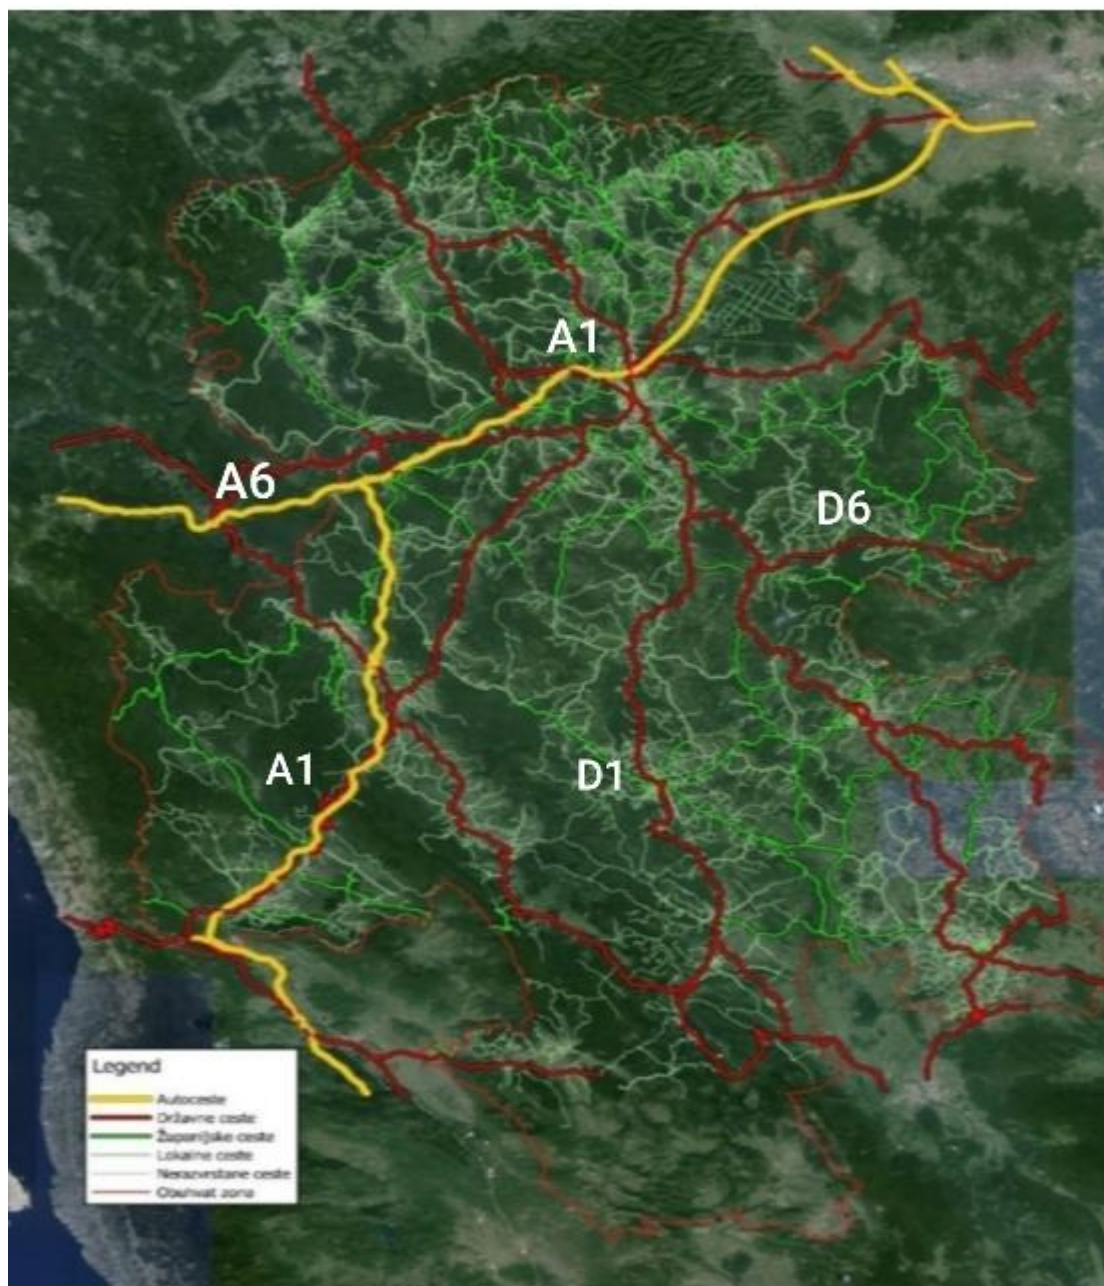 A1
A6
D6
A1
D1
Legend
Autoceste
Državne ceste
Županijske ceste
Lokalne ceste
Nerazvrstane ceste
Obuhvat zona